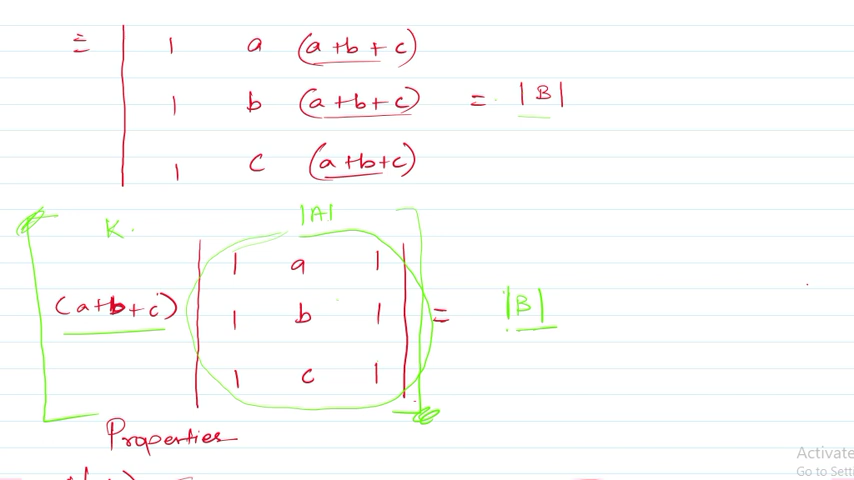 = | 1 a (a+b+c) |
| 1 b (a+b+c) | = |B|
| 1 c (a+b+c) |
K. |A|
| 1 a 1 |
(a+b+c) | 1 b 1 | = |B|
| 1 c 1 |
Properties
Activate
Go to Setti